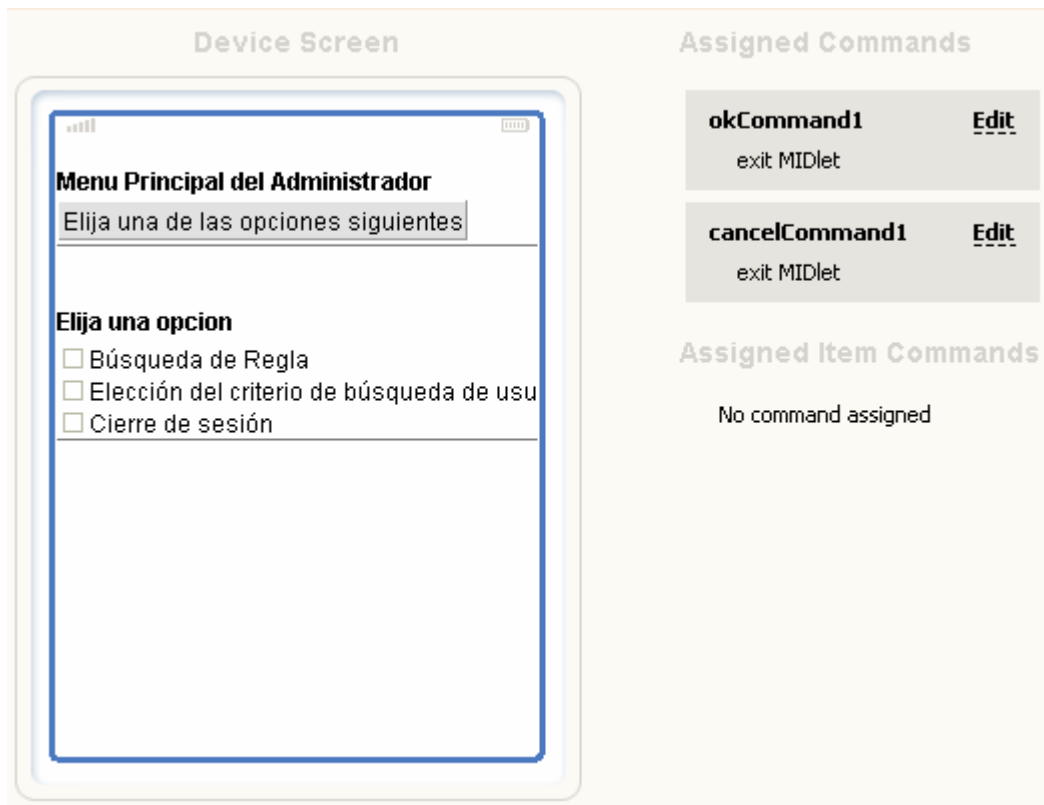 Device Screen
Menu Principal del Administrador
Elija una de las opciones siguientes
Elija una opcion
Búsqueda de Regla
Elección del criterio de búsqueda de usu
Cierre de sesión
Assigned Commands
okCommand1 Edit
exit MIDlet
cancelCommand1 Edit
exit MIDlet
Assigned Item Commands
No command assigned